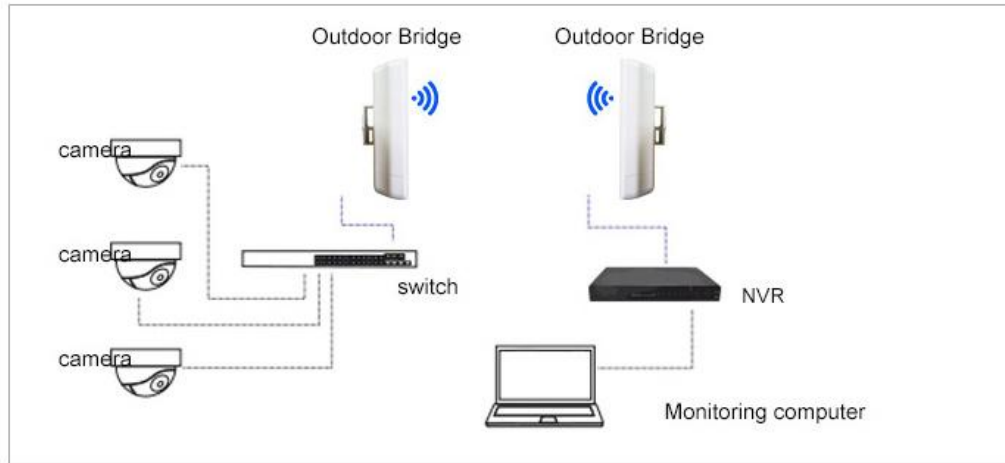 Outdoor Bridge
Outdoor Bridge
camera
camera
switch
NVR
camera
Monitoring computer